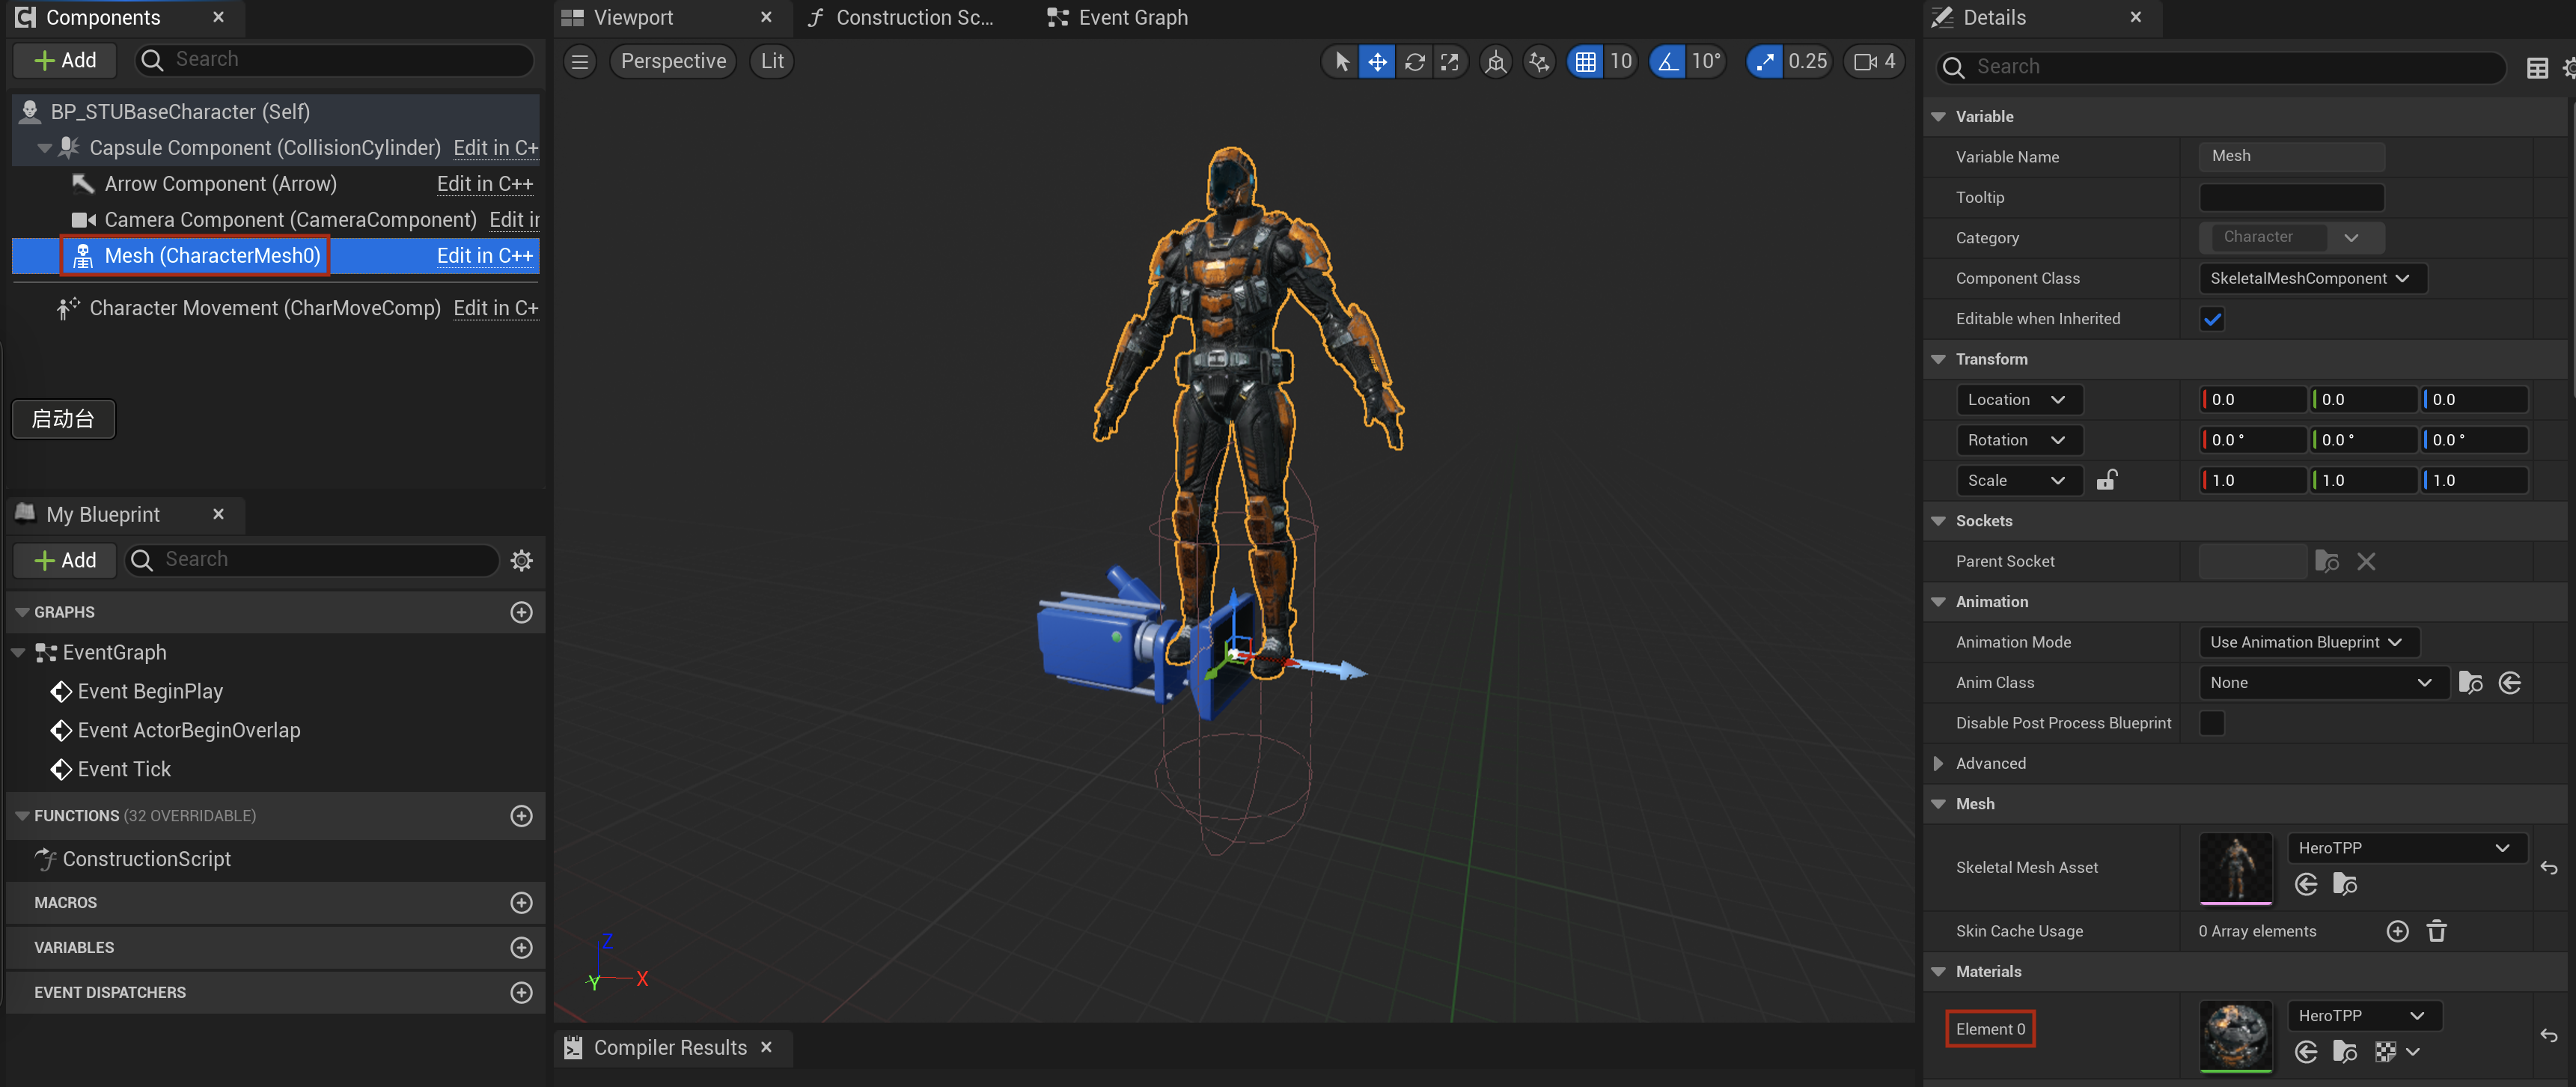 Components
Add
Search
BP_STUBaseCharacter (Self)
Capsule Component (CollisionCylinder) Edit in C+
Arrow Component (Arrow) Edit in C++
Camera Component (CameraComponent) Edit in
Mesh (CharacterMesh0) Edit in C++
Character Movement (CharMoveComp) Edit in C+
启动台
My Blueprint
Add
Search
GRAPHS
EventGraph
Event BeginPlay
Event ActorBeginOverlap
Event Tick
FUNCTIONS (32 OVERRIDABLE)
ConstructionScript
MACROS
VARIABLES
EVENT DISPATCHERS
Viewport
Construction Sc...
Event Graph
Perspective
Lit
10
10°
0.25
4
Z
Y
X
Compiler Results
Details
Search
Variable
Variable Name Mesh
Tooltip
Category Character
Component Class SkeletalMeshComponent
Editable when Inherited
Transform
Location 0.0 0.0 0.0
Rotation 0.0 ° 0.0 ° 0.0 °
Scale 1.0 1.0 1.0
Sockets
Parent Socket
Animation
Animation Mode Use Animation Blueprint
Anim Class None
Disable Post Process Blueprint
Advanced
Mesh
Skeletal Mesh Asset HeroTPP
Skin Cache Usage 0 Array elements
Materials
Element 0 HeroTPP